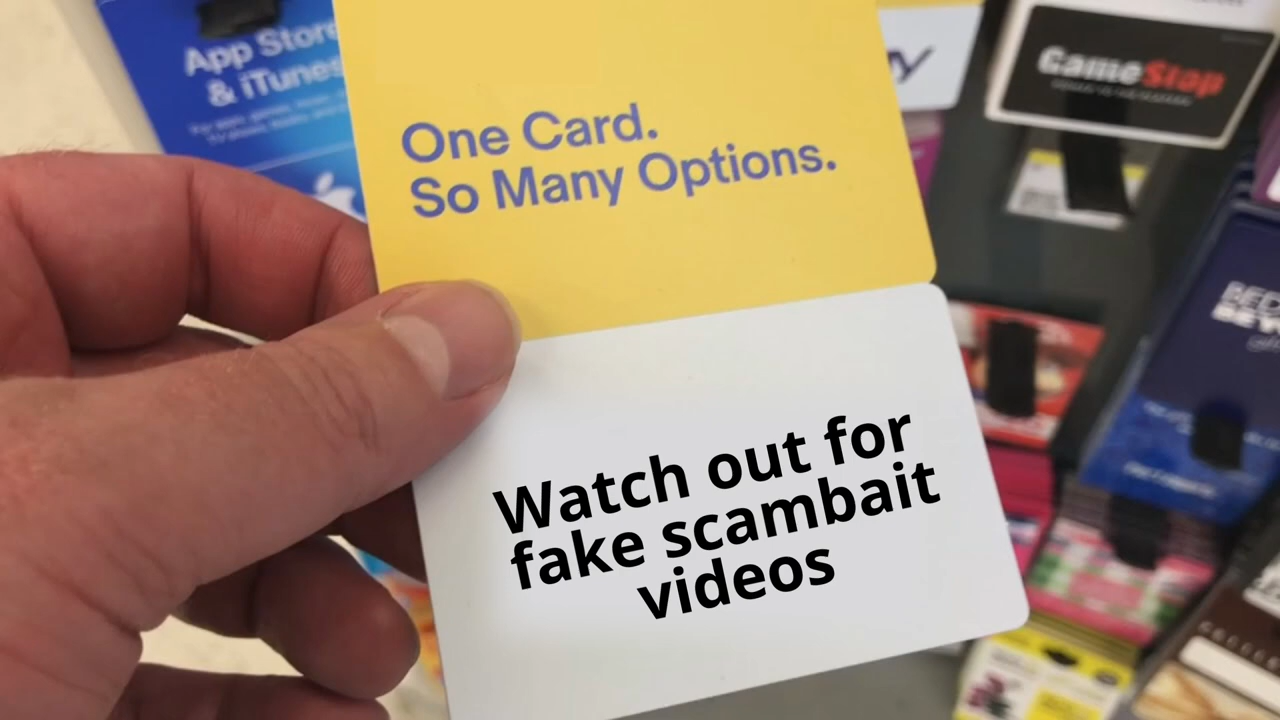 App Store
& iTunes
One Card.
So Many Options.
GameStop
Watch out for
fake scambait
videos